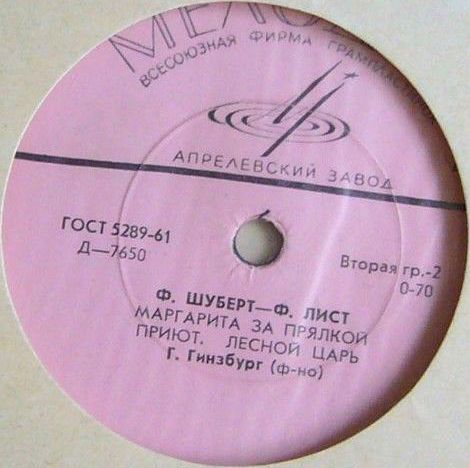 МЕЛО
ВСЕСОЮЗНАЯ ФИРМА
АПРЕЛЕВСКИЙ ЗАВОД
ГОСТ 5289-61
Д—7650
Вторая гр.-2
0-70
Ф. ШУБЕРТ—Ф. ЛИСТ
МАРГАРИТА ЗА ПРЯЛКОЙ
ПРИЮТ. ЛЕСНОЙ ЦАРЬ
Г. Гинзбург (ф-но)